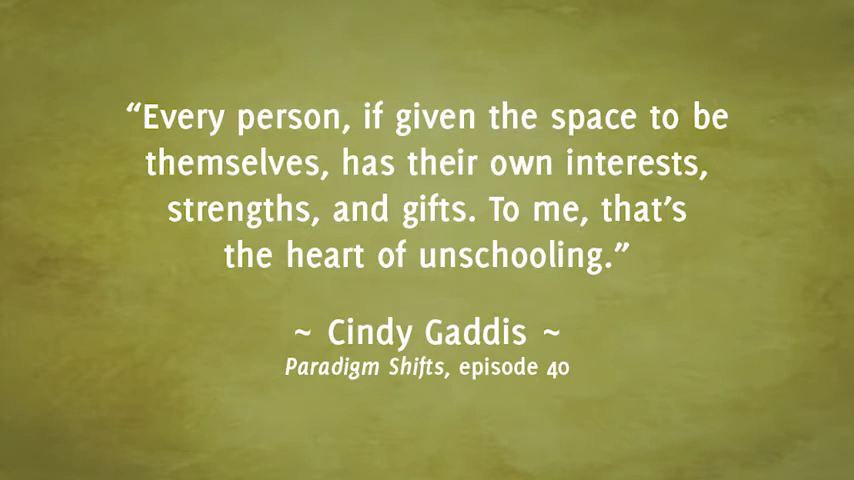 “Every person, if given the space to be
themselves, has their own interests,
strengths, and gifts. To me, that’s
the heart of unschooling.”
~ Cindy Gaddis ~
Paradigm Shifts, episode 40